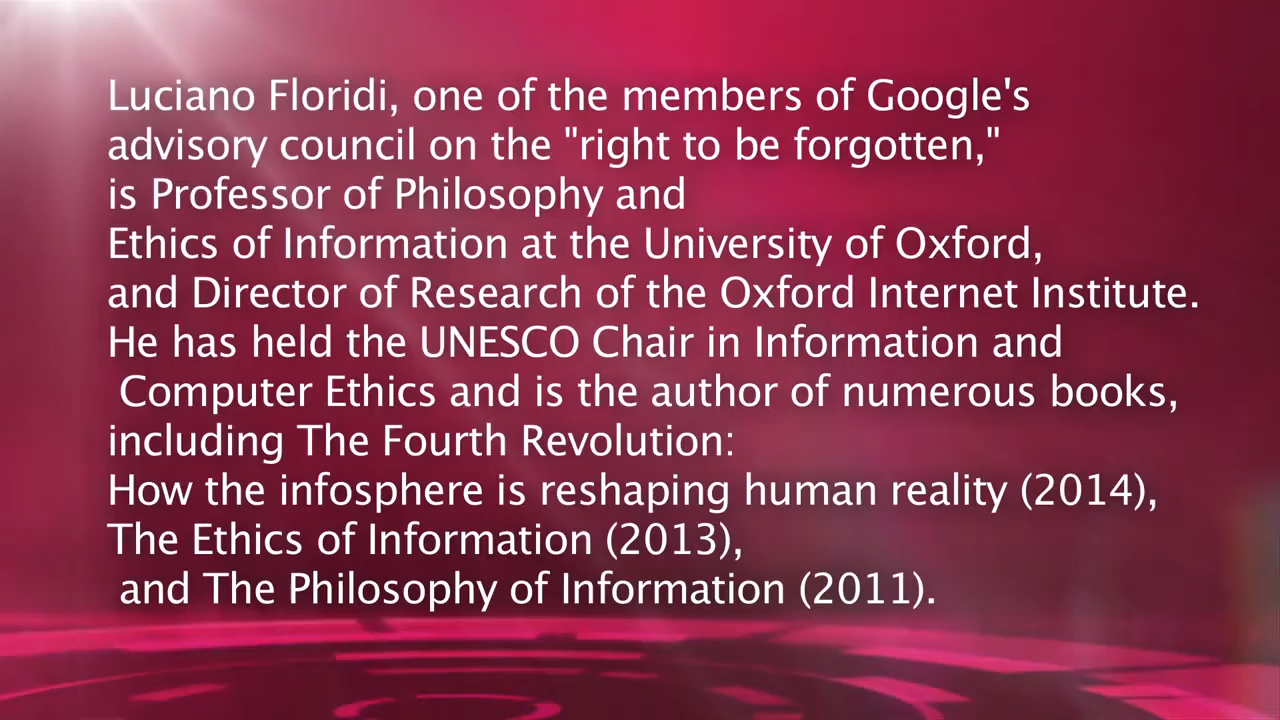 Luciano Floridi, one of the members of Google's
advisory council on the "right to be forgotten,"
is Professor of Philosophy and
Ethics of Information at the University of Oxford,
and Director of Research of the Oxford Internet Institute.
He has held the UNESCO Chair in Information and
Computer Ethics and is the author of numerous books,
including The Fourth Revolution:
How the infosphere is reshaping human reality (2014),
The Ethics of Information (2013),
and The Philosophy of Information (2011).